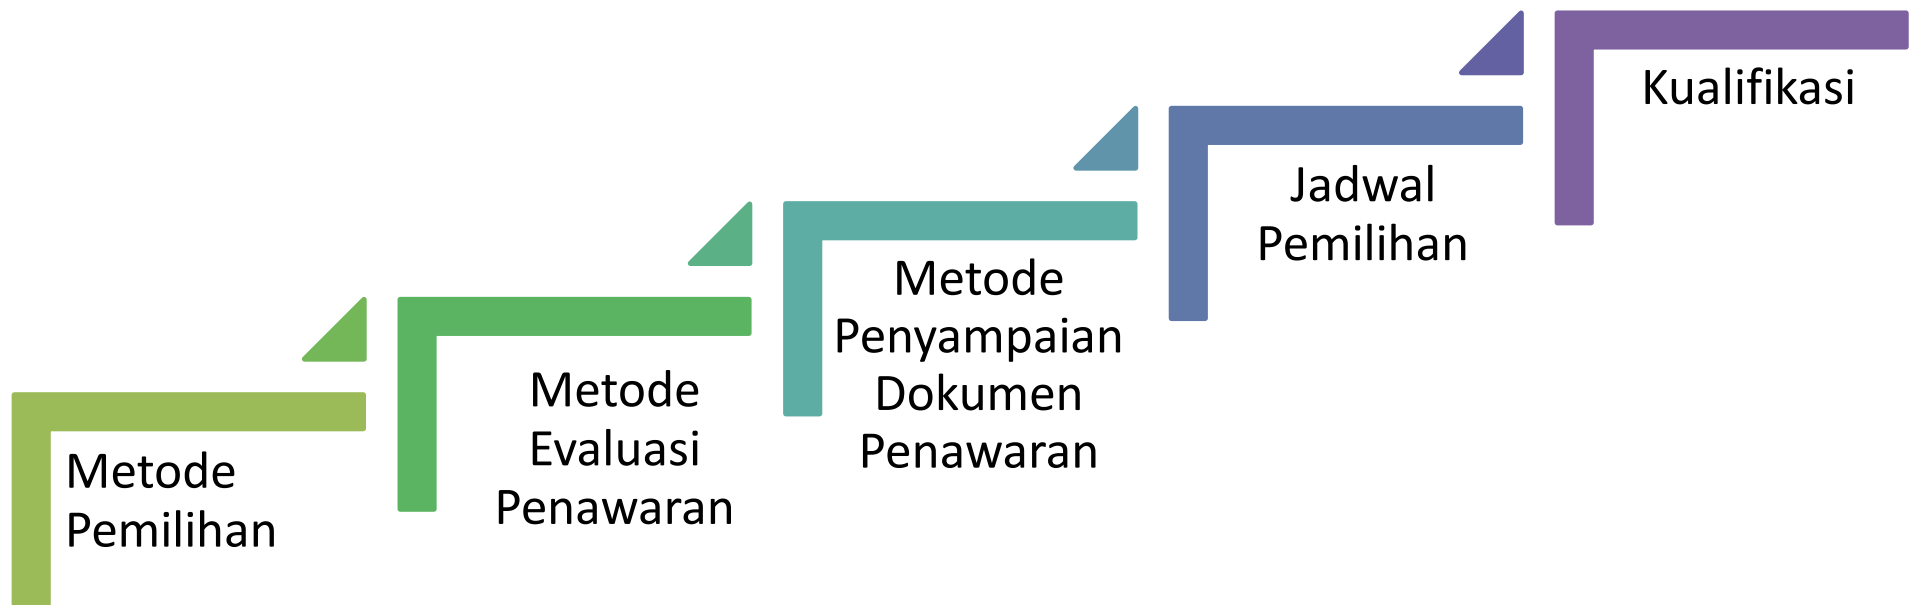 Metode
Pemilihan
Metode
Evaluasi
Penawaran
Metode
Penyampaian
Dokumen
Penawaran
Jadwal
Pemilihan
Kualifikasi